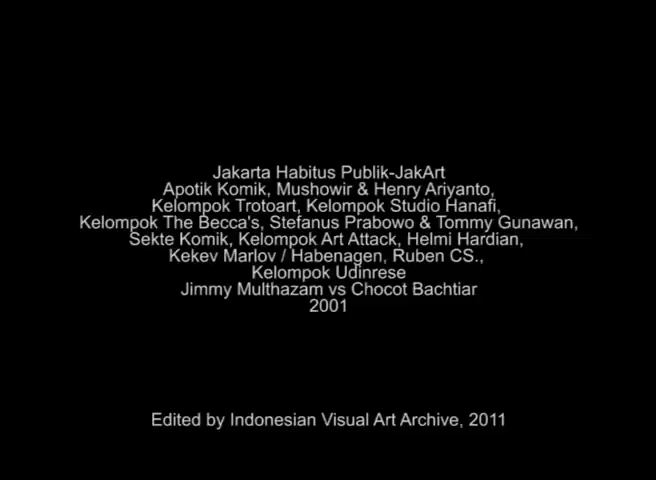 Jakarta Habitus Publik-JakArt
Apotik Komik, Mushowir & Henry Ariyanto,
Kelompok Trotoart, Kelompok Studio Hanafi,
Kelompok The Becca's, Stefanus Prabowo & Tommy Gunawan,
Sekte Komik, Kelompok Art Attack, Helmi Hardian,
Kekev Marlov / Habenagen, Ruben CS.,
Kelompok Udinrese
Jimmy Multhazam vs Chocot Bachtiar
2001
Edited by Indonesian Visual Art Archive, 2011